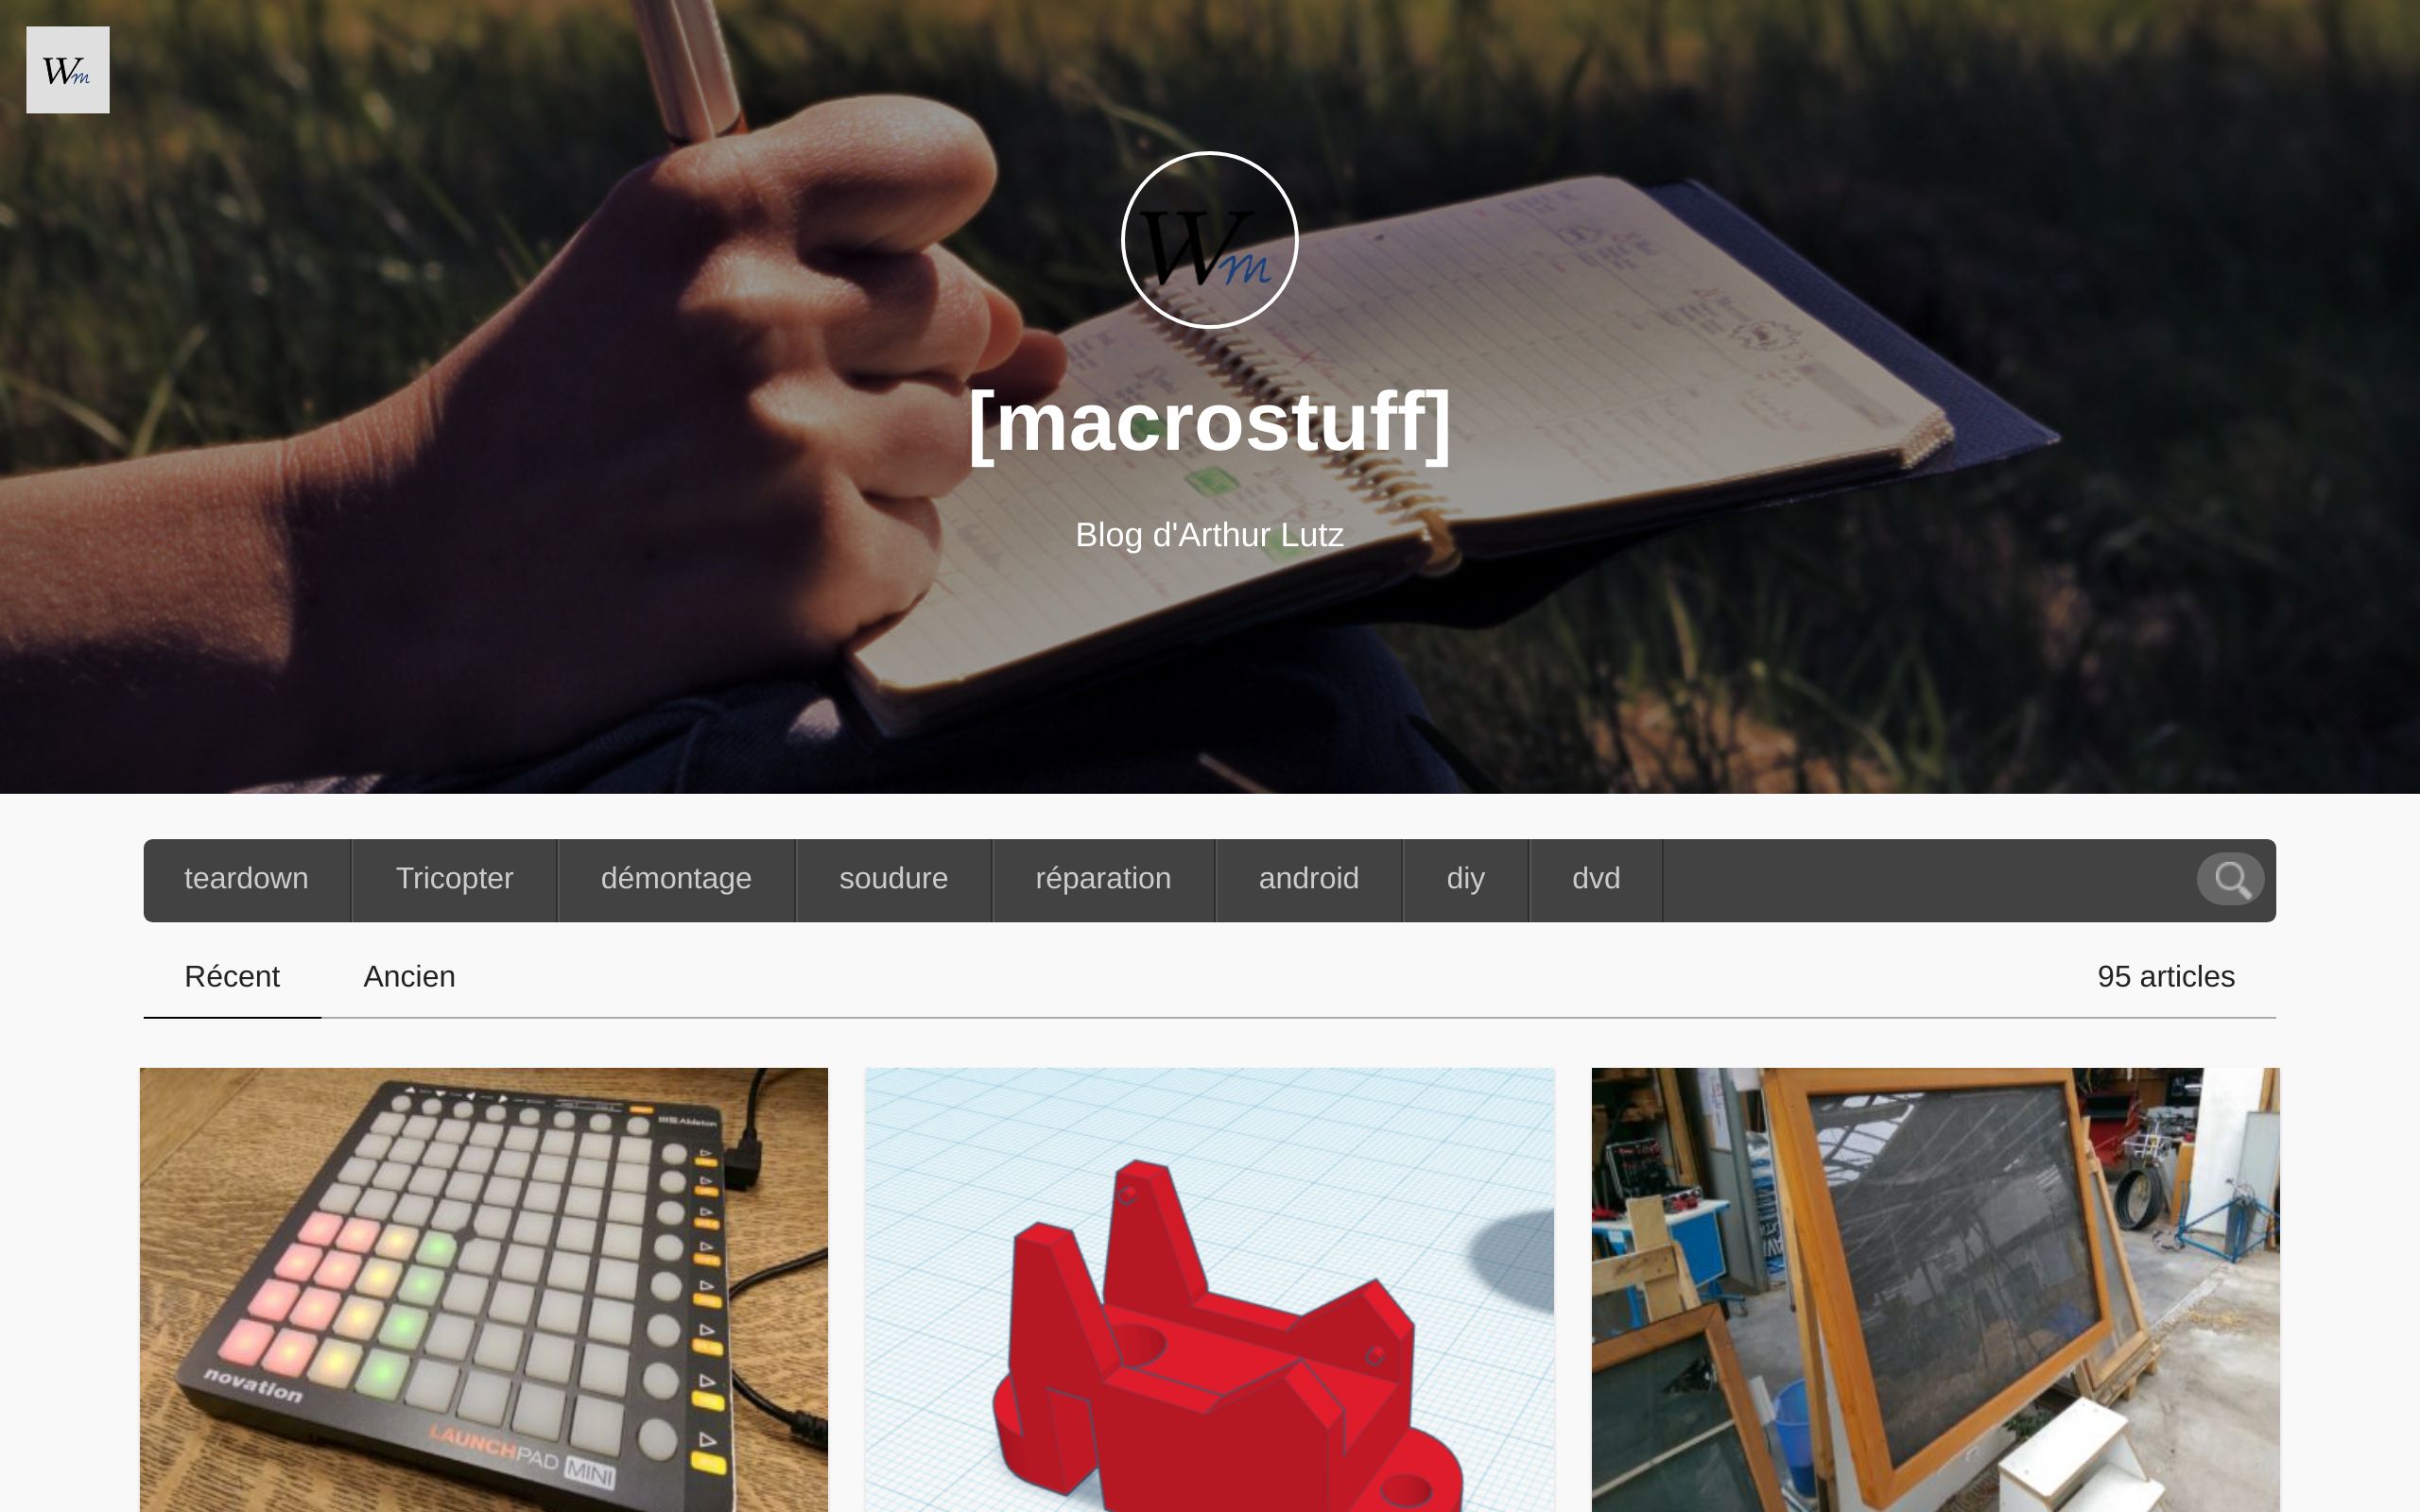 Wm
Wm
[macrostuff]
Blog d'Arthur Lutz
teardown
Tricopter
démontage
soudure
réparation
android
diy
dvd
Récent
Ancien
95 articles
Ableton
novation
LAUNCHPAD MINI